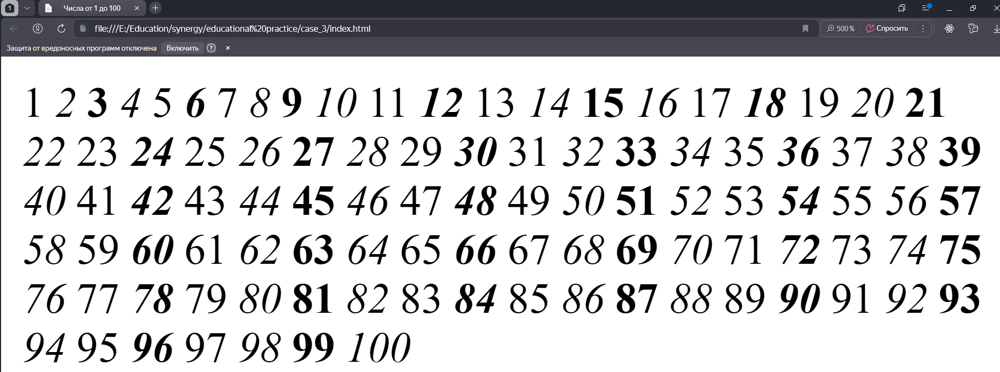 1
Числа от 1 до 100
file:///E:/Education/synergy/educational%20practice/case_3/index.html
500 %
Спросить
Защита от вредоносных программ отключена
Включить
?
1 2 3 4 5 6 7 8 9 10 11 12 13 14 15 16 17 18 19 20 21
22 23 24 25 26 27 28 29 30 31 32 33 34 35 36 37 38 39
40 41 42 43 44 45 46 47 48 49 50 51 52 53 54 55 56 57
58 59 60 61 62 63 64 65 66 67 68 69 70 71 72 73 74 75
76 77 78 79 80 81 82 83 84 85 86 87 88 89 90 91 92 93
94 95 96 97 98 99 100